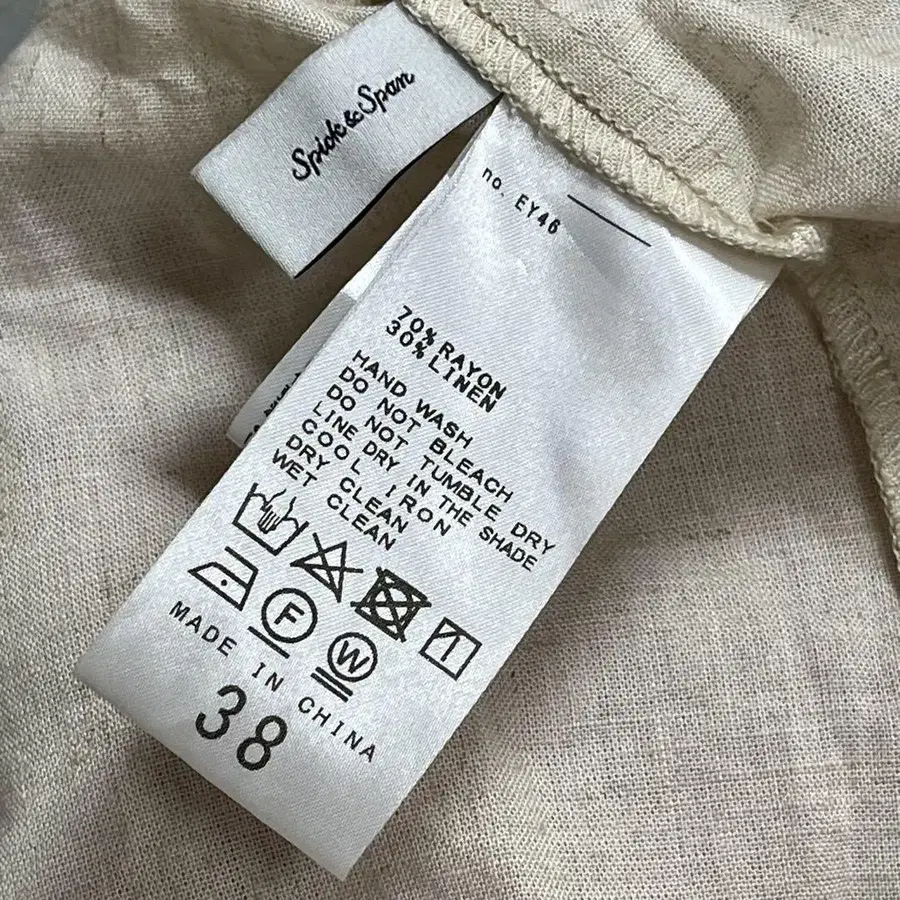 Spick & Span
no. EY46
70% RAYON
30% LINEN
HAND WASH
DO NOT BLEACH
DO NOT TUMBLE DRY
LINE DRY IN THE SHADE
COOL IRON
DRY CLEAN
WET CLEAN
F
W
MADE IN CHINA
38